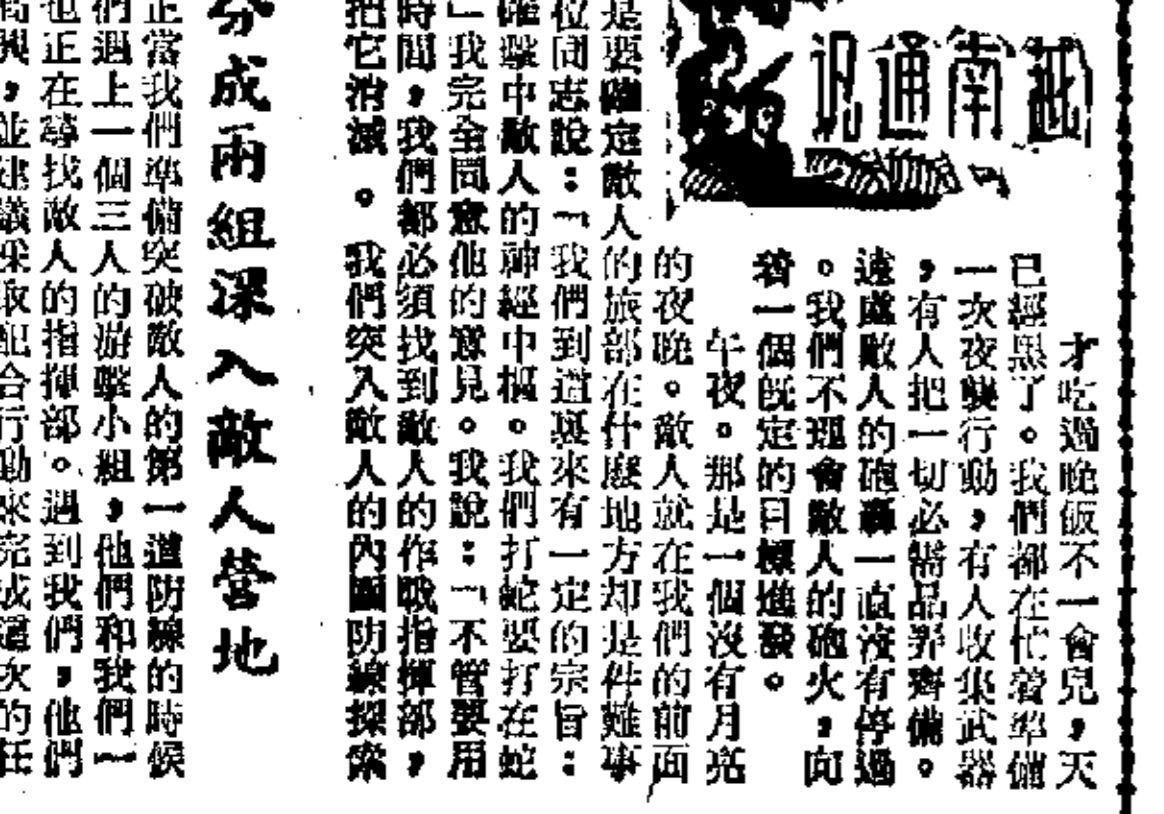 越南通訊
才吃過晚飯不一會兒,天
已經黑了。我們都在忙着準備
一次夜襲行動,有人收集武器
,有人把一切必需品弄齊備。
遠處敵人的砲轟一直沒有停過
。我們不理會敵人的砲火,向
着一個旣定的目標進發。
午夜。那是一個沒有月亮
的夜晚。敵人就在我們的前面
是要確定敵人的旅部在什麼地方却是件難事
位同志說:「我們到這裏來有一定的宗旨:
確擊中敵人的神經中樞。我們打蛇要打在蛇
」我完全同意他的意見。我說:「不管要用
時間,我們都必須找到敵人的作戰指揮部,
把它消滅。我們突入敵人的內圍防線探索
分成兩組深入敵人營地
正當我們準備突破敵人的第一道防線的時候
們遇上一個三人的游擊小組,他們和我們一
也正在尋找敵人的指揮部。遇到我們,他們
高興,並建議採取配合行動來完成這次的任